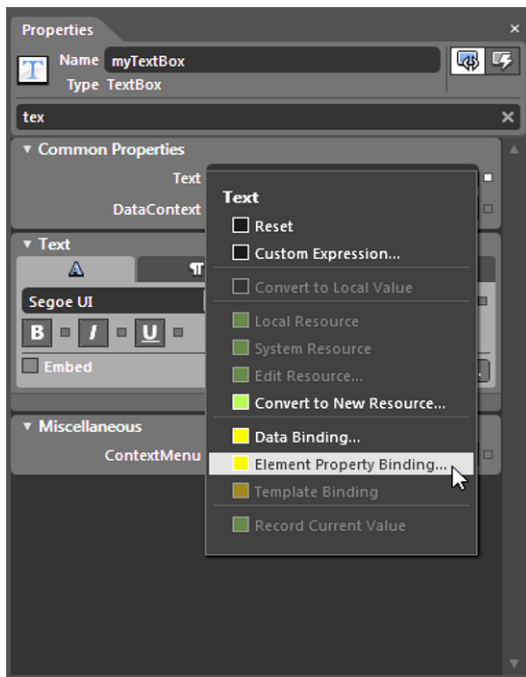 Properties
Name myTextBox
Type TextBox
tex
Common Properties
Text
DataContext
Text
Segoe UI
B I U
Embed
Miscellaneous
ContextMenu
Text
Reset
Custom Expression...
Convert to Local Value
Local Resource
System Resource
Edit Resource...
Convert to New Resource...
Data Binding...
Element Property Binding...
Template Binding
Record Current Value